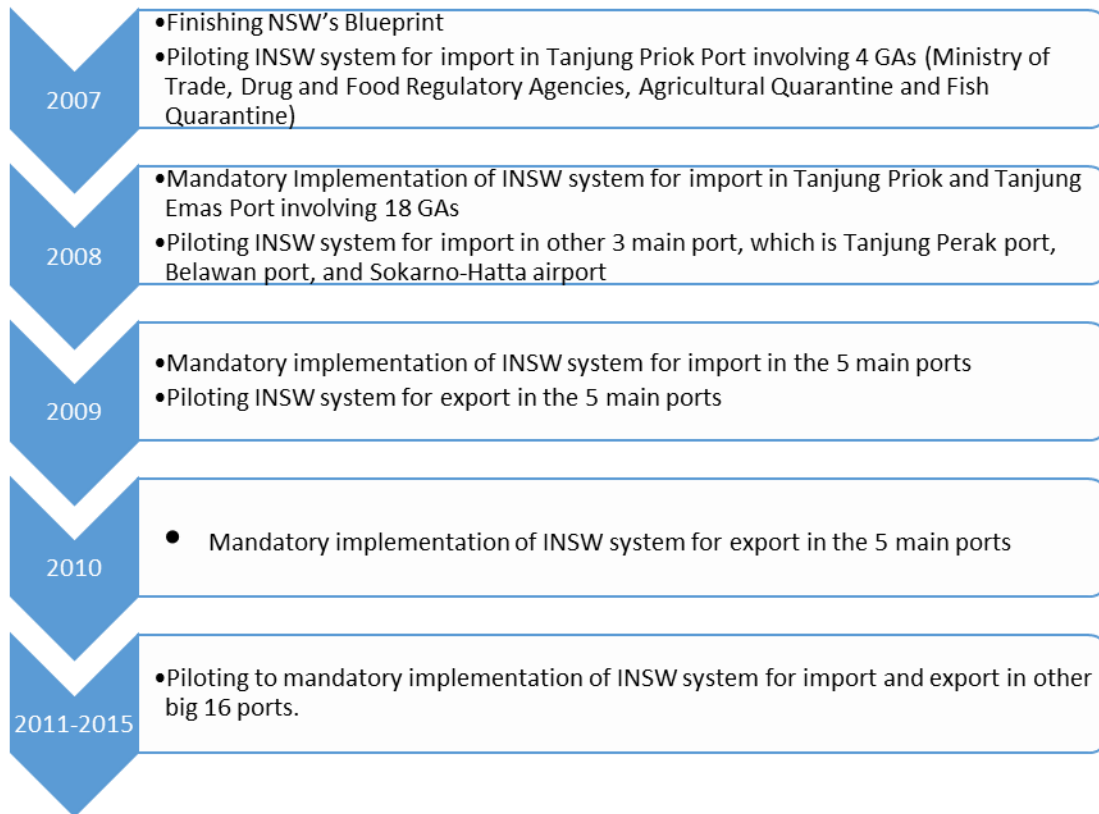 2007
•Finishing NSW's Blueprint
•Piloting INSW system for import in Tanjung Priok Port involving 4 GAs (Ministry of
Trade, Drug and Food Regulatory Agencies, Agricultural Quarantine and Fish
Quarantine)
2008
•Mandatory Implementation of INSW system for import in Tanjung Priok and Tanjung
Emas Port involving 18 GAs
•Piloting INSW system for import in other 3 main port, which is Tanjung Perak port,
Belawan port, and Sokarno-Hatta airport
2009
•Mandatory implementation of INSW system for import in the 5 main ports
•Piloting INSW system for export in the 5 main ports
2010
• Mandatory implementation of INSW system for export in the 5 main ports
2011-2015
•Piloting to mandatory implementation of INSW system for import and export in other
big 16 ports.